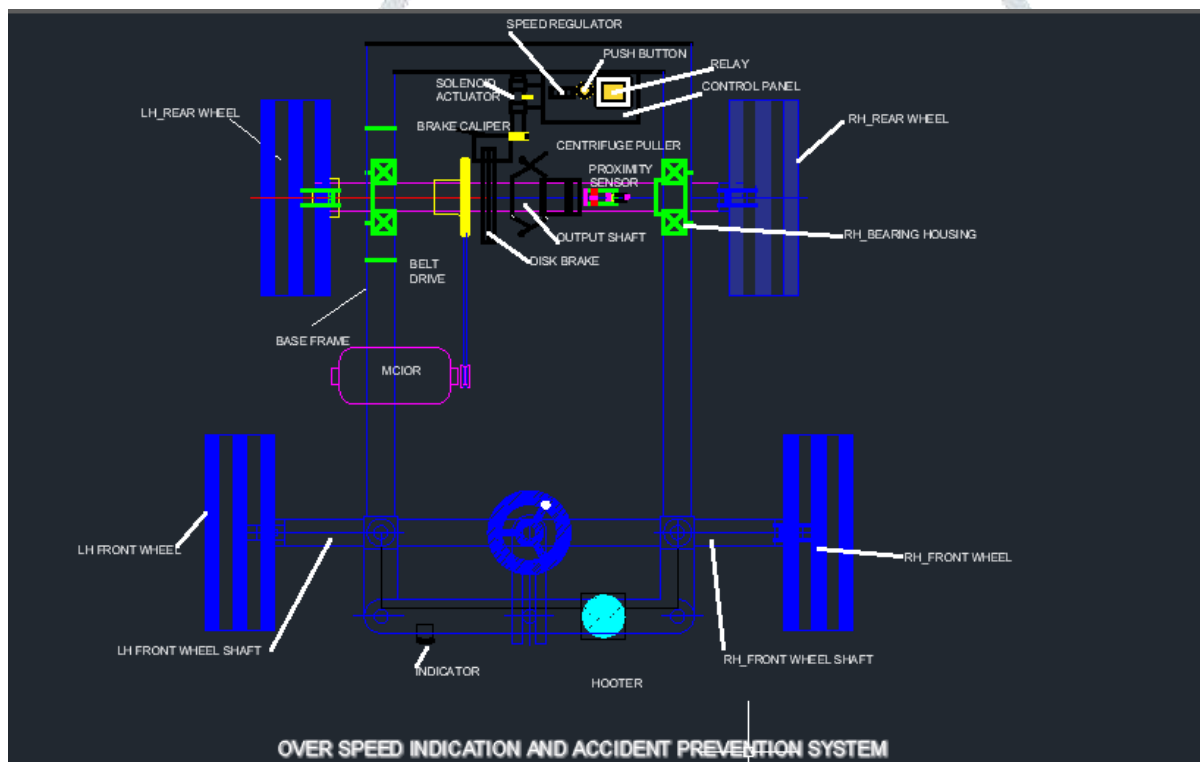 SPEED REGULATOR
PUSH BUTTON
RELAY
SOLENOID
ACTUATOR
CONTROL PANEL
LH_REAR WHEEL
RH_REAR WHEEL
BRAKE CALIPER
CENTRIFUGE PULLER
PROXIMITY
SENSOR
OUTPUT SHAFT
RH_BEARING HOUSING
DISK BRAKE
BELT
DRIVE
BASE FRAME
MCIOR
LH FRONT WHEEL
RH_FRONT WHEEL
LH FRONT WHEEL SHAFT
RH_FRONT WHEEL SHAFT
INDICATOR
HOOTER
OVER SPEED INDICATION AND ACCIDENT PREVENTION SYSTEM